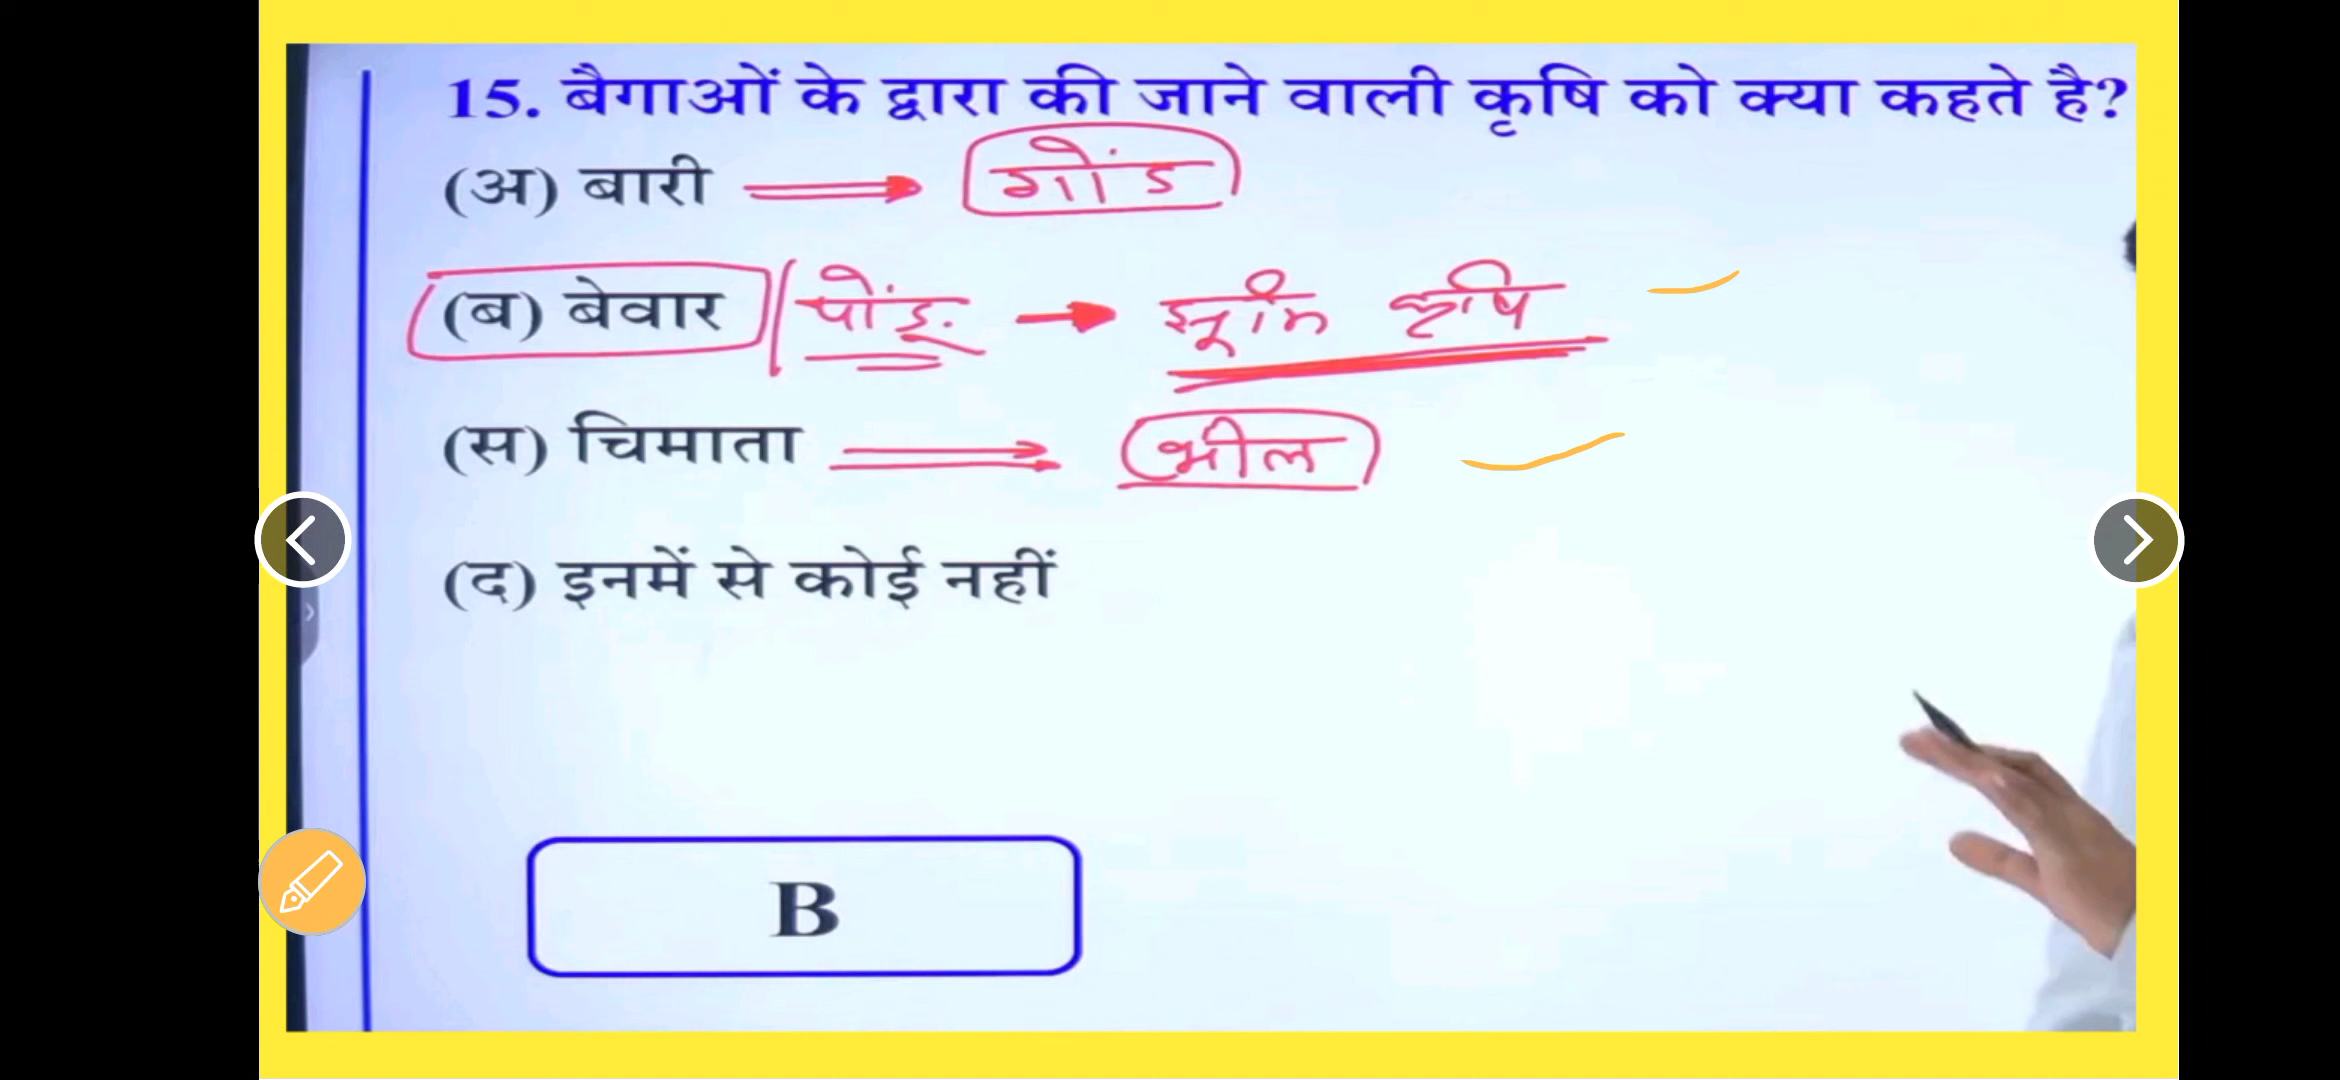 15. बैगाओं के द्वारा की जाने वाली कृषि को क्या कहते है?
(अ) बारी गोंड
(ब) बेवार पोंडू झूम कृषि
(स) चिमाता भील
(द) इनमें से कोई नहीं
B